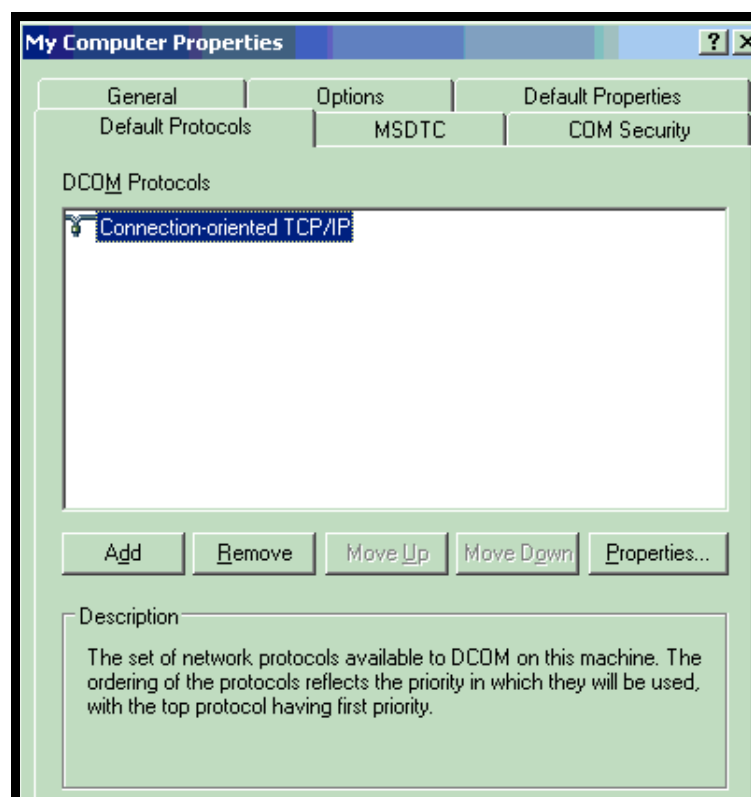 My Computer Properties
General Options Default Properties
Default Protocols MSDTC COM Security
DCOM Protocols
Connection-oriented TCP/IP
Add Remove Move Up Move Down Properties...
Description
The set of network protocols available to DCOM on this machine. The
ordering of the protocols reflects the priority in which they will be used,
with the top protocol having first priority.